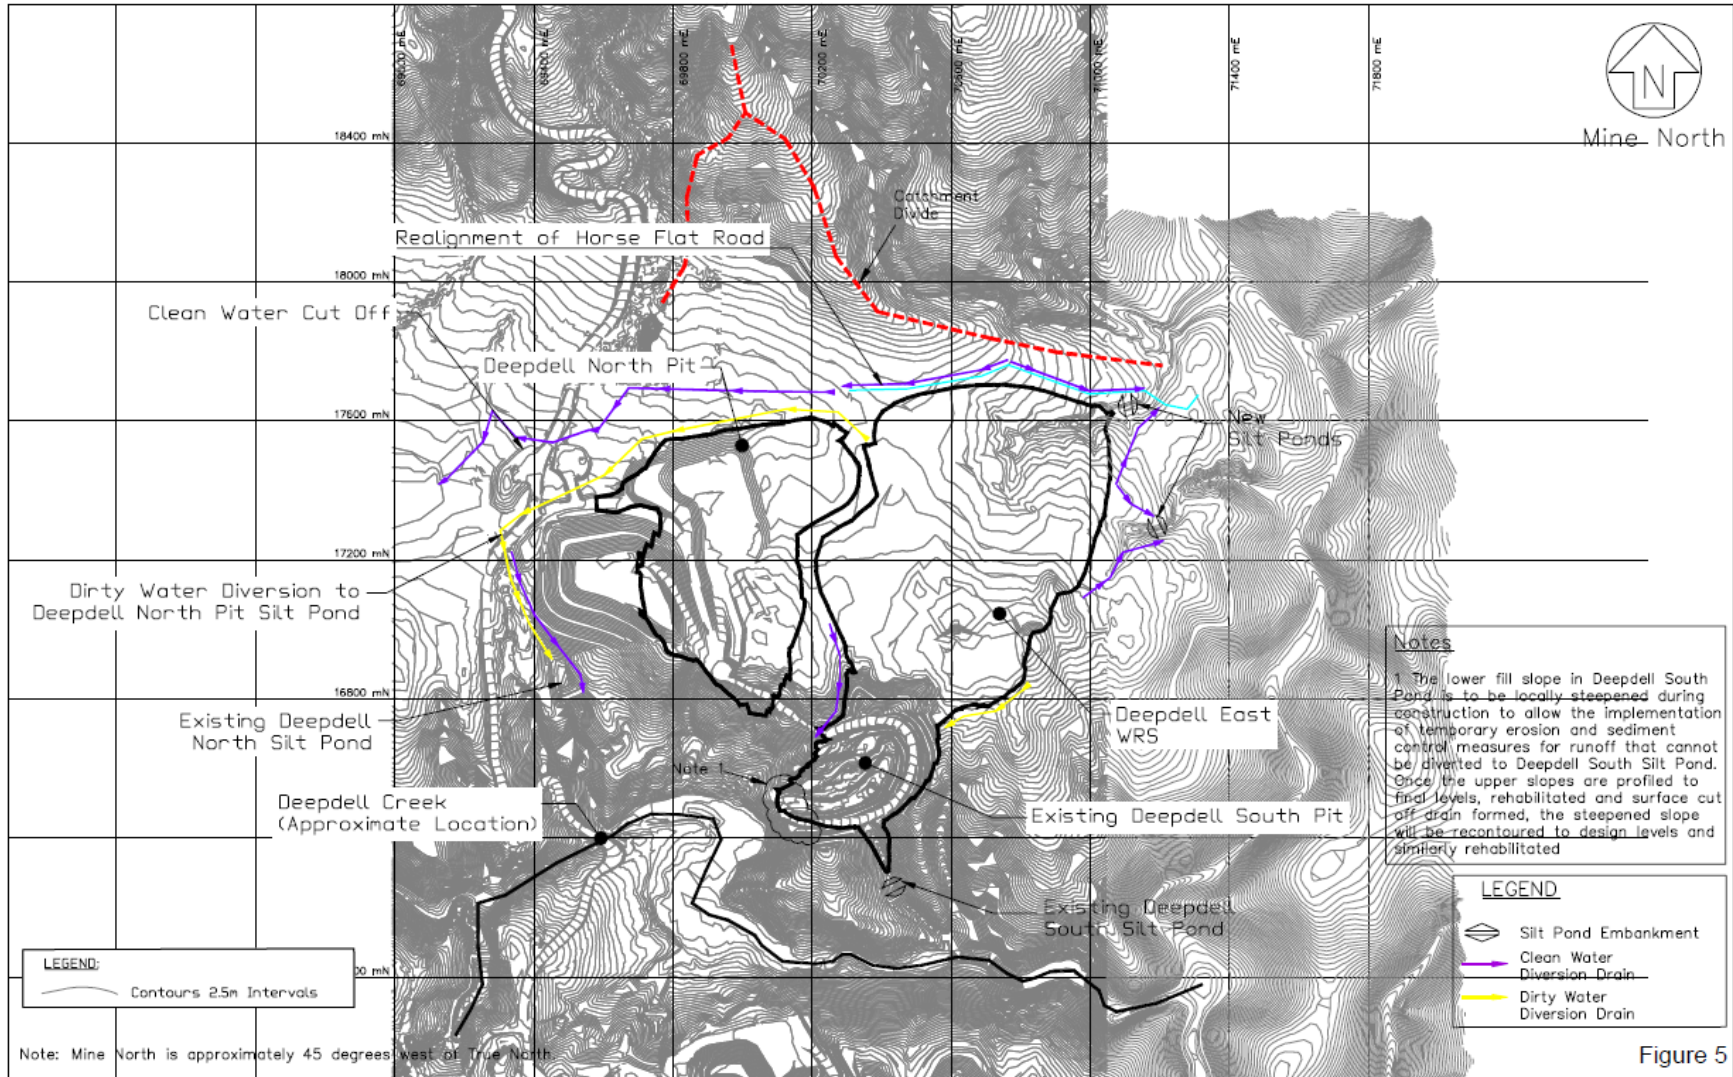 69000 mE
69400 mE
69800 mE
70200 mE
70600 mE
71400 mE
71800 mE
N
Mine North
18400 mN
Catchment
Divide
Realignment of Horse Flat Road
18000 mN
Clean Water Cut Off
Deepdell North Pit
17600 mN
New
Silt Ponds
17200 mN
Dirty Water Diversion to
Deepdell North Pit Silt Pond
16800 mN
Existing Deepdell
North Silt Pond
Deepdell East
WRS
Note 1
Deepdell Creek
(Approximate Location)
Existing Deepdell South Pit
Existing Deepdell
South Silt Pond
Notes
1 The lower fill slope in Deepdell South
Pond is to be locally steepened during
construction to allow the implementation
of temporary erosion and sediment
control measures for runoff that cannot
be diverted to Deepdell South Silt Pond.
Once the upper slopes are profiled to
final levels, rehabilitated and surface cut
off drain formed, the steepened slope
will be recontoured to design levels and
similarly rehabilitated
LEGEND
Silt Pond Embankment
Clean Water
Diversion Drain
Dirty Water
Diversion Drain
LEGEND:
Contours 2.5m Intervals
00 mN
Note: Mine North is approximately 45 degrees west of True North.
Figure 5